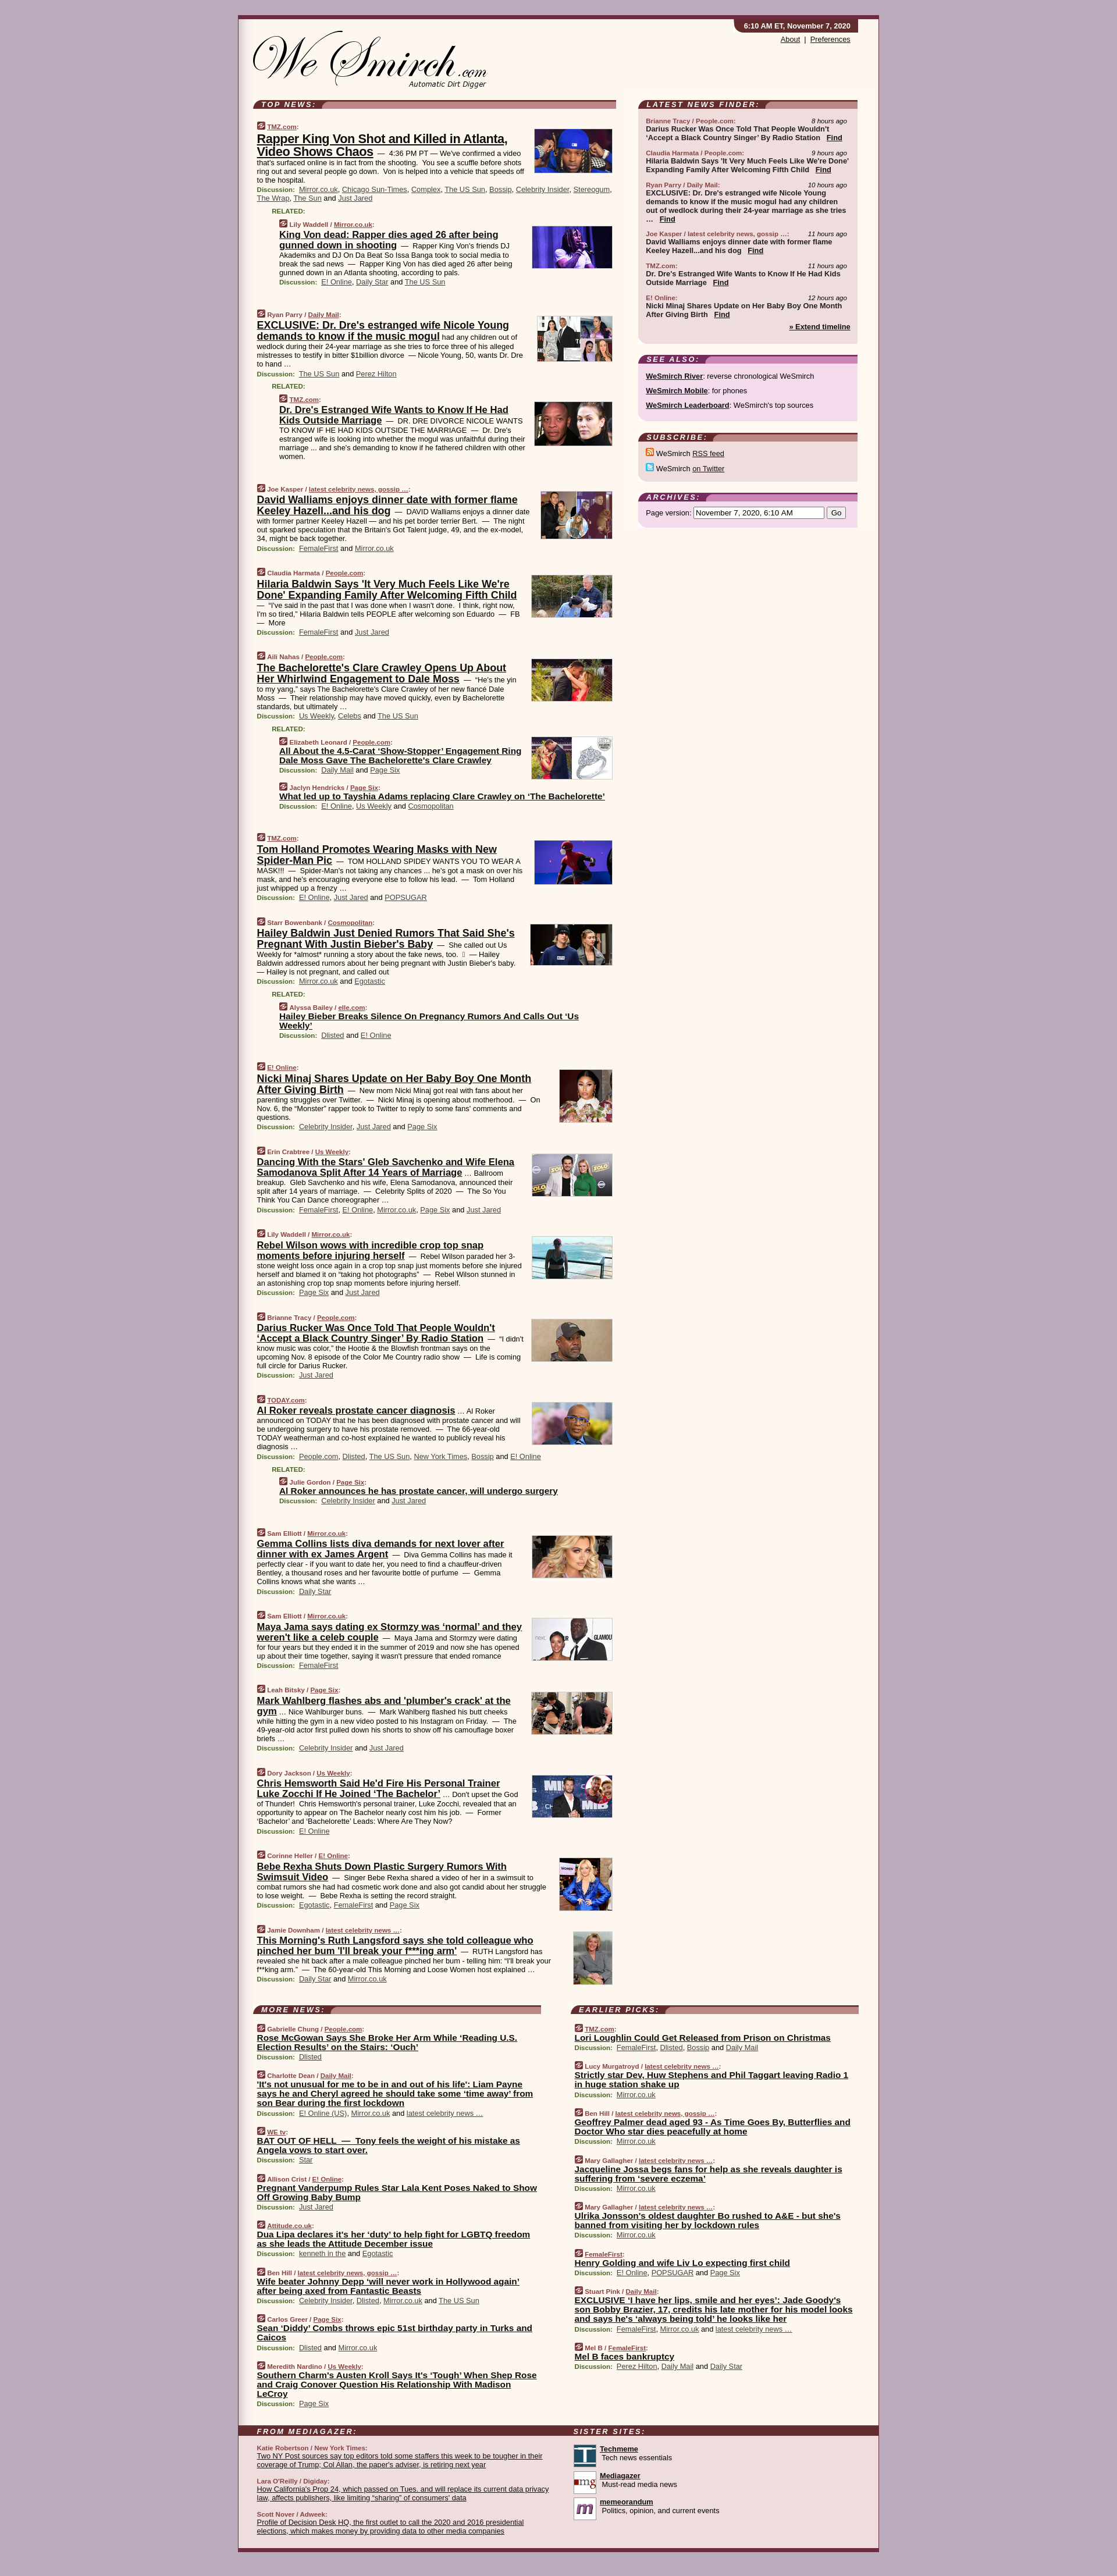 6:10 AM ET, November 7, 2020
About | Preferences
We Smirch .com
Automatic Dirt Digger
TOP NEWS:
TMZ.com:
Rapper King Von Shot and Killed in Atlanta,
Video Shows Chaos — 4:36 PM PT — We've confirmed a video
that's surfaced online is in fact from the shooting. You see a scuffle before shots
ring out and several people go down. Von is helped into a vehicle that speeds off
to the hospital.
Discussion: Mirror.co.uk, Chicago Sun-Times, Complex, The US Sun, Bossip, Celebrity Insider, Stereogum,
The Wrap, The Sun and Just Jared
RELATED:
Lily Waddell / Mirror.co.uk:
King Von dead: Rapper dies aged 26 after being
gunned down in shooting — Rapper King Von's friends DJ
Akademiks and DJ On Da Beat So Issa Banga took to social media to
break the sad news — Rapper King Von has died aged 26 after being
gunned down in an Atlanta shooting, according to pals.
Discussion: E! Online, Daily Star and The US Sun
Ryan Parry / Daily Mail:
EXCLUSIVE: Dr. Dre's estranged wife Nicole Young
demands to know if the music mogul had any children out of
wedlock during their 24-year marriage as she tries to force three of his alleged
mistresses to testify in bitter $1billion divorce — Nicole Young, 50, wants Dr. Dre
to hand …
Discussion: The US Sun and Perez Hilton
RELATED:
TMZ.com:
Dr. Dre's Estranged Wife Wants to Know If He Had
Kids Outside Marriage — DR. DRE DIVORCE NICOLE WANTS
TO KNOW IF HE HAD KIDS OUTSIDE THE MARRIAGE — Dr. Dre's
estranged wife is looking into whether the mogul was unfaithful during their
marriage ... and she's demanding to know if he fathered children with other
women.
Joe Kasper / latest celebrity news, gossip …:
David Walliams enjoys dinner date with former flame
Keeley Hazell...and his dog — DAVID Walliams enjoys a dinner date
with former partner Keeley Hazell — and his pet border terrier Bert. — The night
out sparked speculation that the Britain's Got Talent judge, 49, and the ex-model,
34, might be back together.
Discussion: FemaleFirst and Mirror.co.uk
Claudia Harmata / People.com:
Hilaria Baldwin Says 'It Very Much Feels Like We're
Done' Expanding Family After Welcoming Fifth Child
— “I've said in the past that I was done when I wasn't done. I think, right now,
I'm so tired,” Hilaria Baldwin tells PEOPLE after welcoming son Eduardo — FB
— More
Discussion: FemaleFirst and Just Jared
Aili Nahas / People.com:
The Bachelorette's Clare Crawley Opens Up About
Her Whirlwind Engagement to Dale Moss — “He's the yin
to my yang,” says The Bachelorette's Clare Crawley of her new fiancé Dale
Moss — Their relationship may have moved quickly, even by Bachelorette
standards, but ultimately …
Discussion: Us Weekly, Celebs and The US Sun
RELATED:
Elizabeth Leonard / People.com:
All About the 4.5-Carat ‘Show-Stopper’ Engagement Ring
Dale Moss Gave The Bachelorette's Clare Crawley
Discussion: Daily Mail and Page Six
Jaclyn Hendricks / Page Six:
What led up to Tayshia Adams replacing Clare Crawley on ‘The Bachelorette’
Discussion: E! Online, Us Weekly and Cosmopolitan
TMZ.com:
Tom Holland Promotes Wearing Masks with New
Spider-Man Pic — TOM HOLLAND SPIDEY WANTS YOU TO WEAR A
MASK!!! — Spider-Man's not taking any chances ... he's got a mask on over his
mask, and he's encouraging everyone else to follow his lead. — Tom Holland
just whipped up a frenzy …
Discussion: E! Online, Just Jared and POPSUGAR
Starr Bowenbank / Cosmopolitan:
Hailey Baldwin Just Denied Rumors That Said She's
Pregnant With Justin Bieber's Baby — She called out Us
Weekly for *almost* running a story about the fake news, too. — Hailey
Baldwin addressed rumors about her being pregnant with Justin Bieber's baby.
— Hailey is not pregnant, and called out
Discussion: Mirror.co.uk and Egotastic
RELATED:
Alyssa Bailey / elle.com:
Hailey Bieber Breaks Silence On Pregnancy Rumors And Calls Out ‘Us
Weekly’
Discussion: Dlisted and E! Online
E! Online:
Nicki Minaj Shares Update on Her Baby Boy One Month
After Giving Birth — New mom Nicki Minaj got real with fans about her
parenting struggles over Twitter. — Nicki Minaj is opening about motherhood. — On
Nov. 6, the “Monster” rapper took to Twitter to reply to some fans’ comments and
questions.
Discussion: Celebrity Insider, Just Jared and Page Six
Erin Crabtree / Us Weekly:
Dancing With the Stars' Gleb Savchenko and Wife Elena
Samodanova Split After 14 Years of Marriage … Ballroom
breakup. Gleb Savchenko and his wife, Elena Samodanova, announced their
split after 14 years of marriage. — Celebrity Splits of 2020 — The So You
Think You Can Dance choreographer …
Discussion: FemaleFirst, E! Online, Mirror.co.uk, Page Six and Just Jared
Lily Waddell / Mirror.co.uk:
Rebel Wilson wows with incredible crop top snap
moments before injuring herself — Rebel Wilson paraded her 3-
stone weight loss once again in a crop top snap just moments before she injured
herself and blamed it on “taking hot photographs” — Rebel Wilson stunned in
an astonishing crop top snap moments before injuring herself.
Discussion: Page Six and Just Jared
Brianne Tracy / People.com:
Darius Rucker Was Once Told That People Wouldn't
‘Accept a Black Country Singer’ By Radio Station — “I didn't
know music was color,” the Hootie & the Blowfish frontman says on the
upcoming Nov. 8 episode of the Color Me Country radio show — Life is coming
full circle for Darius Rucker.
Discussion: Just Jared
TODAY.com:
Al Roker reveals prostate cancer diagnosis … Al Roker
announced on TODAY that he has been diagnosed with prostate cancer and will
be undergoing surgery to have his prostate removed. — The 66-year-old
TODAY weatherman and co-host explained he wanted to publicly reveal his
diagnosis …
Discussion: People.com, Dlisted, The US Sun, New York Times, Bossip and E! Online
RELATED:
Julie Gordon / Page Six:
Al Roker announces he has prostate cancer, will undergo surgery
Discussion: Celebrity Insider and Just Jared
Sam Elliott / Mirror.co.uk:
Gemma Collins lists diva demands for next lover after
dinner with ex James Argent — Diva Gemma Collins has made it
perfectly clear - if you want to date her, you need to find a chauffeur-driven
Bentley, a thousand roses and her favourite bottle of purfume — Gemma
Collins knows what she wants …
Discussion: Daily Star
Sam Elliott / Mirror.co.uk:
Maya Jama says dating ex Stormzy was ‘normal’ and they
weren't like a celeb couple — Maya Jama and Stormzy were dating
for four years but they ended it in the summer of 2019 and now she has opened
up about their time together, saying it wasn't pressure that ended romance
Discussion: FemaleFirst
Leah Bitsky / Page Six:
Mark Wahlberg flashes abs and 'plumber's crack' at the
gym … Nice Wahlburger buns. — Mark Wahlberg flashed his butt cheeks
while hitting the gym in a new video posted to his Instagram on Friday. — The
49-year-old actor first pulled down his shorts to show off his camouflage boxer
briefs …
Discussion: Celebrity Insider and Just Jared
Dory Jackson / Us Weekly:
Chris Hemsworth Said He'd Fire His Personal Trainer
Luke Zocchi If He Joined ‘The Bachelor’ … Don't upset the God
of Thunder! Chris Hemsworth's personal trainer, Luke Zocchi, revealed that an
opportunity to appear on The Bachelor nearly cost him his job. — Former
‘Bachelor’ and ‘Bachelorette’ Leads: Where Are They Now?
Discussion: E! Online
Corinne Heller / E! Online:
Bebe Rexha Shuts Down Plastic Surgery Rumors With
Swimsuit Video — Singer Bebe Rexha shared a video of her in a swimsuit to
combat rumors she had had cosmetic work done and also got candid about her struggle
to lose weight. — Bebe Rexha is setting the record straight.
Discussion: Egotastic, FemaleFirst and Page Six
Jamie Downham / latest celebrity news …:
This Morning's Ruth Langsford says she told colleague who
pinched her bum 'I'll break your f***ing arm' — RUTH Langsford has
revealed she hit back after a male colleague pinched her bum - telling him: “I'll break your
f**king arm.” — The 60-year-old This Morning and Loose Women host explained …
Discussion: Daily Star and Mirror.co.uk
LATEST NEWS FINDER:
Brianne Tracy / People.com: 8 hours ago
Darius Rucker Was Once Told That People Wouldn't
‘Accept a Black Country Singer’ By Radio Station Find
Claudia Harmata / People.com: 9 hours ago
Hilaria Baldwin Says 'It Very Much Feels Like We're Done'
Expanding Family After Welcoming Fifth Child Find
Ryan Parry / Daily Mail: 10 hours ago
EXCLUSIVE: Dr. Dre's estranged wife Nicole Young
demands to know if the music mogul had any children
out of wedlock during their 24-year marriage as she tries
… Find
Joe Kasper / latest celebrity news, gossip …: 11 hours ago
David Walliams enjoys dinner date with former flame
Keeley Hazell...and his dog Find
TMZ.com: 11 hours ago
Dr. Dre's Estranged Wife Wants to Know If He Had Kids
Outside Marriage Find
E! Online: 12 hours ago
Nicki Minaj Shares Update on Her Baby Boy One Month
After Giving Birth Find
» Extend timeline
SEE ALSO:
WeSmirch River: reverse chronological WeSmirch
WeSmirch Mobile: for phones
WeSmirch Leaderboard: WeSmirch's top sources
SUBSCRIBE:
WeSmirch RSS feed
WeSmirch on Twitter
ARCHIVES:
Page version: November 7, 2020, 6:10 AM Go
MORE NEWS:
Gabrielle Chung / People.com:
Rose McGowan Says She Broke Her Arm While ‘Reading U.S.
Election Results’ on the Stairs: ‘Ouch’
Discussion: Dlisted
Charlotte Dean / Daily Mail:
'It's not unusual for me to be in and out of his life': Liam Payne
says he and Cheryl agreed he should take some ‘time away’ from
son Bear during the first lockdown
Discussion: E! Online (US), Mirror.co.uk and latest celebrity news …
WE tv:
BAT OUT OF HELL — Tony feels the weight of his mistake as
Angela vows to start over.
Discussion: Star
Allison Crist / E! Online:
Pregnant Vanderpump Rules Star Lala Kent Poses Naked to Show
Off Growing Baby Bump
Discussion: Just Jared
Attitude.co.uk:
Dua Lipa declares it's her ‘duty’ to help fight for LGBTQ freedom
as she leads the Attitude December issue
Discussion: kenneth in the and Egotastic
Ben Hill / latest celebrity news, gossip …:
Wife beater Johnny Depp ‘will never work in Hollywood again’
after being axed from Fantastic Beasts
Discussion: Celebrity Insider, Dlisted, Mirror.co.uk and The US Sun
Carlos Greer / Page Six:
Sean ‘Diddy’ Combs throws epic 51st birthday party in Turks and
Caicos
Discussion: Dlisted and Mirror.co.uk
Meredith Nardino / Us Weekly:
Southern Charm's Austen Kroll Says It's ‘Tough’ When Shep Rose
and Craig Conover Question His Relationship With Madison
LeCroy
Discussion: Page Six
EARLIER PICKS:
TMZ.com:
Lori Loughlin Could Get Released from Prison on Christmas
Discussion: FemaleFirst, Dlisted, Bossip and Daily Mail
Lucy Murgatroyd / latest celebrity news …:
Strictly star Dev, Huw Stephens and Phil Taggart leaving Radio 1
in huge station shake up
Discussion: Mirror.co.uk
Ben Hill / latest celebrity news, gossip …:
Geoffrey Palmer dead aged 93 - As Time Goes By, Butterflies and
Doctor Who star dies peacefully at home
Discussion: Mirror.co.uk
Mary Gallagher / latest celebrity news …:
Jacqueline Jossa begs fans for help as she reveals daughter is
suffering from ‘severe eczema’
Discussion: Mirror.co.uk
Mary Gallagher / latest celebrity news …:
Ulrika Jonsson's oldest daughter Bo rushed to A&E - but she's
banned from visiting her by lockdown rules
Discussion: Mirror.co.uk
FemaleFirst:
Henry Golding and wife Liv Lo expecting first child
Discussion: E! Online, POPSUGAR and Page Six
Stuart Pink / Daily Mail:
EXCLUSIVE ‘I have her lips, smile and her eyes’: Jade Goody's
son Bobby Brazier, 17, credits his late mother for his model looks
and says he's ‘always being told’ he looks like her
Discussion: FemaleFirst, Mirror.co.uk and latest celebrity news …
Mel B / FemaleFirst:
Mel B faces bankruptcy
Discussion: Perez Hilton, Daily Mail and Daily Star
FROM MEDIAGAZER:
Katie Robertson / New York Times:
Two NY Post sources say top editors told some staffers this week to be tougher in their
coverage of Trump; Col Allan, the paper's adviser, is retiring next year
Lara O'Reilly / Digiday:
How California's Prop 24, which passed on Tues. and will replace its current data privacy
law, affects publishers, like limiting “sharing” of consumers' data
Scott Nover / Adweek:
Profile of Decision Desk HQ, the first outlet to call the 2020 and 2016 presidential
elections, which makes money by providing data to other media companies
SISTER SITES:
Techmeme
Tech news essentials
Mediagazer
Must-read media news
memeorandum
Politics, opinion, and current events